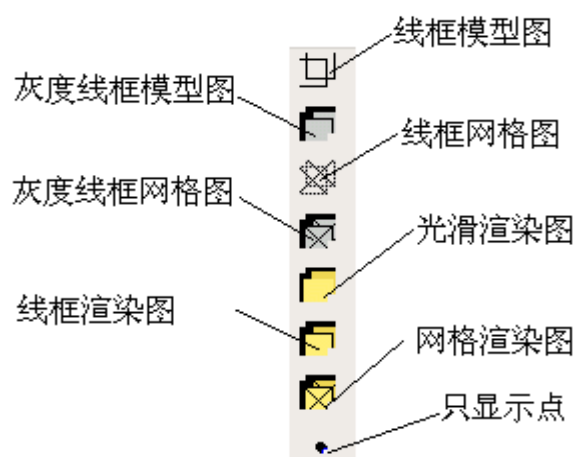 线框模型图
灰度线框模型图
线框网格图
灰度线框网格图
光滑渲染图
线框渲染图
网格渲染图
只显示点